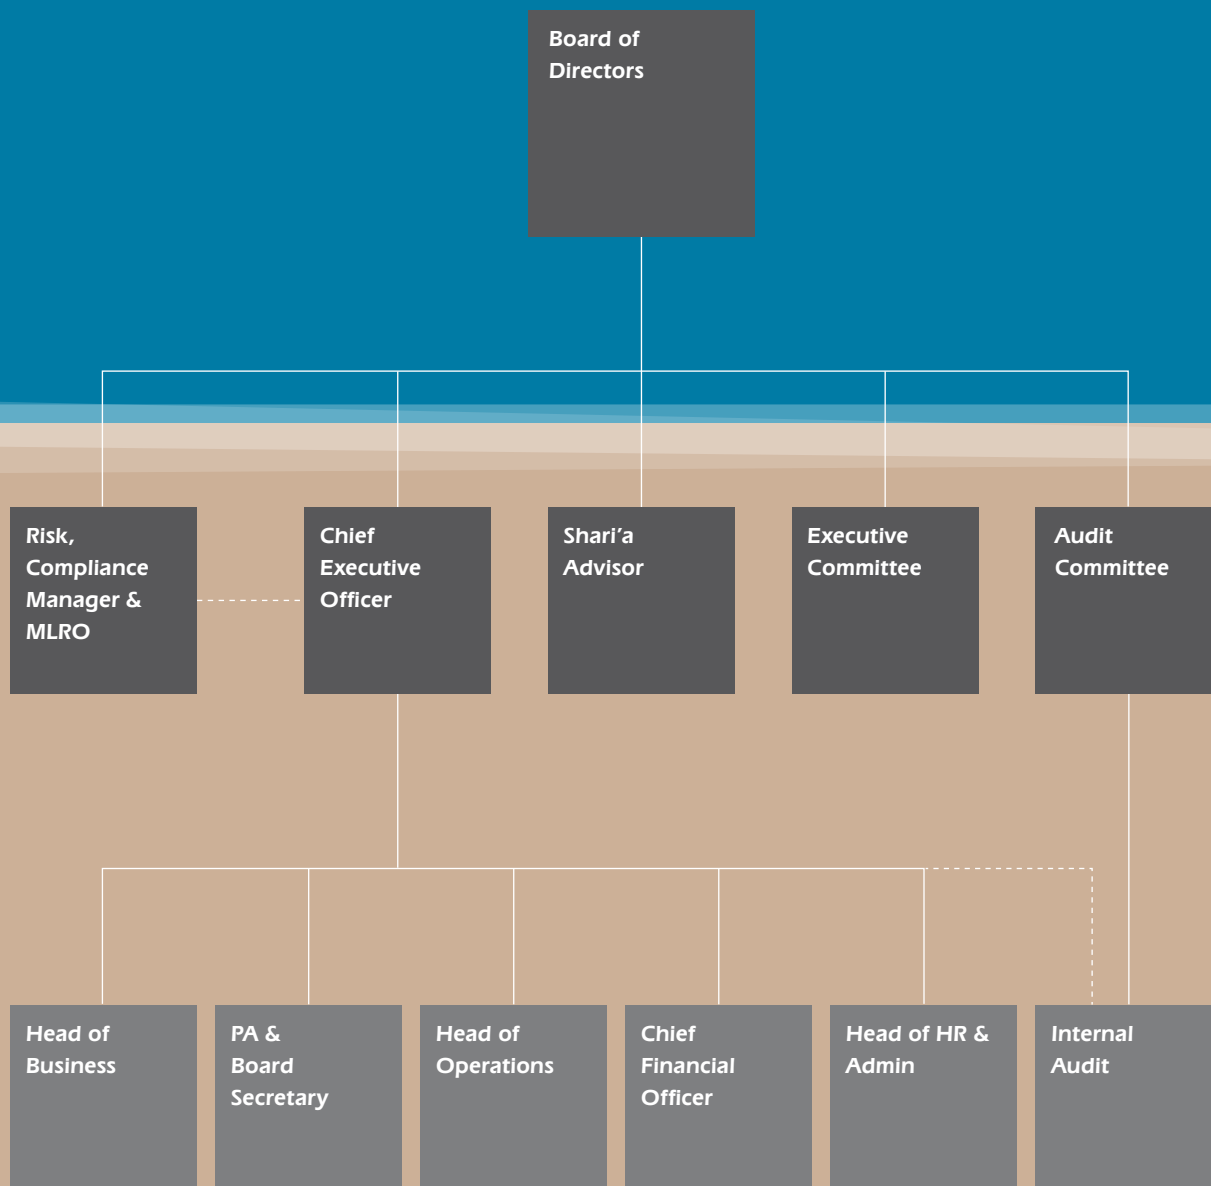 Board of
Directors
Risk,
Compliance
Manager &
MLRO
Chief
Executive
Officer
Shari’a
Advisor
Executive
Committee
Audit
Committee
Head of
Business
PA &
Board
Secretary
Head of
Operations
Chief
Financial
Officer
Head of HR &
Admin
Internal
Audit